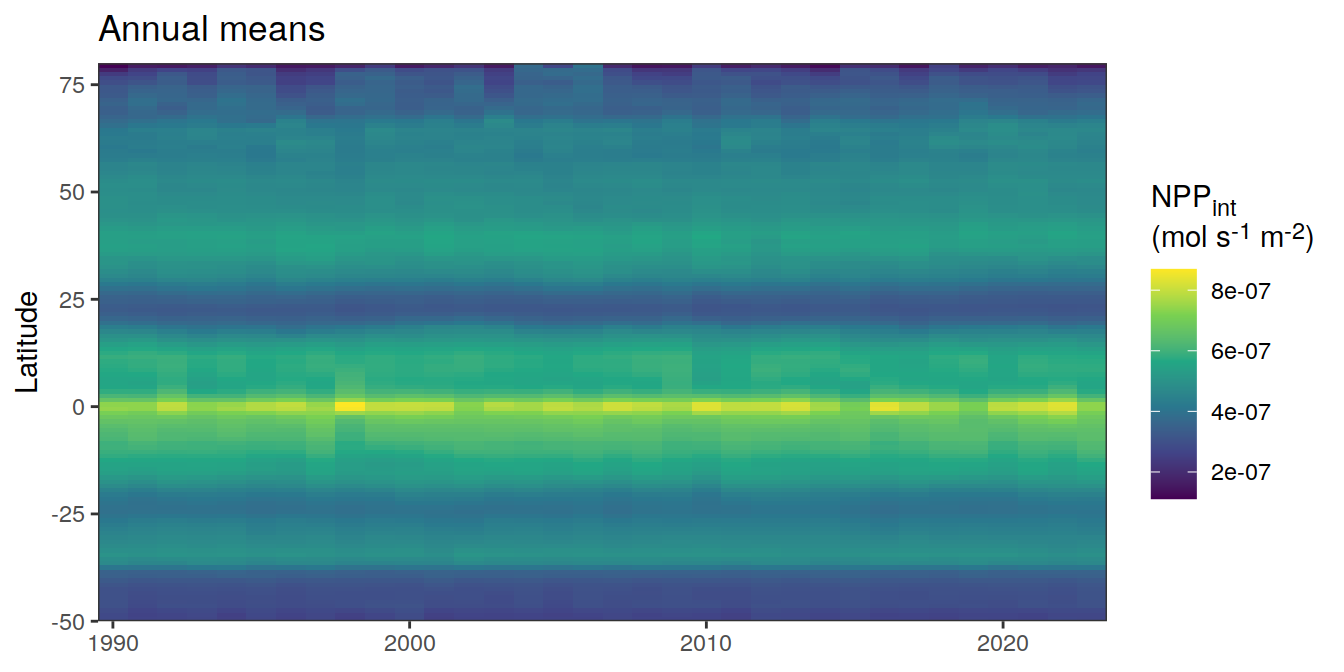 Annual means
75
50
25
0
-25
-50
Latitude
1990
2000
2010
2020
NPPint
(mol s-1 m-2)
8e-07
6e-07
4e-07
2e-07